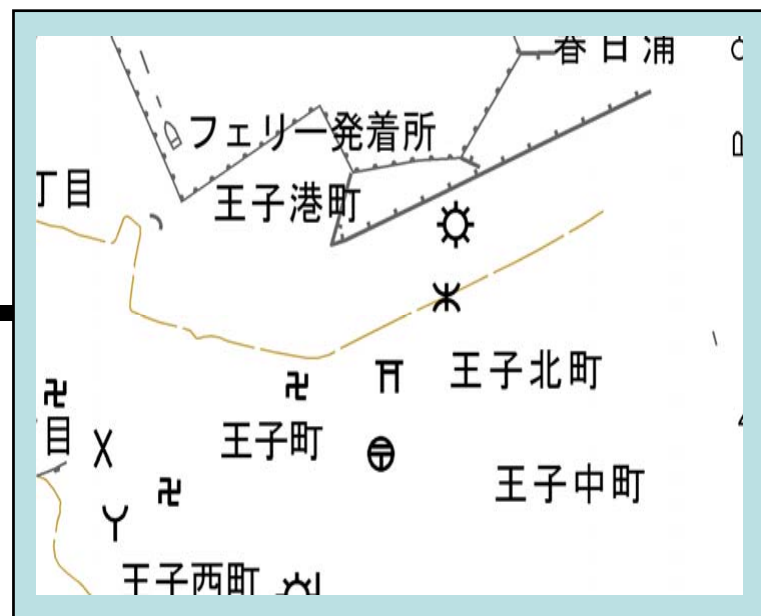 春日浦
フェリー発着所
丁目
王子港町
王子北町
目
王子町
王子中町
王子西町